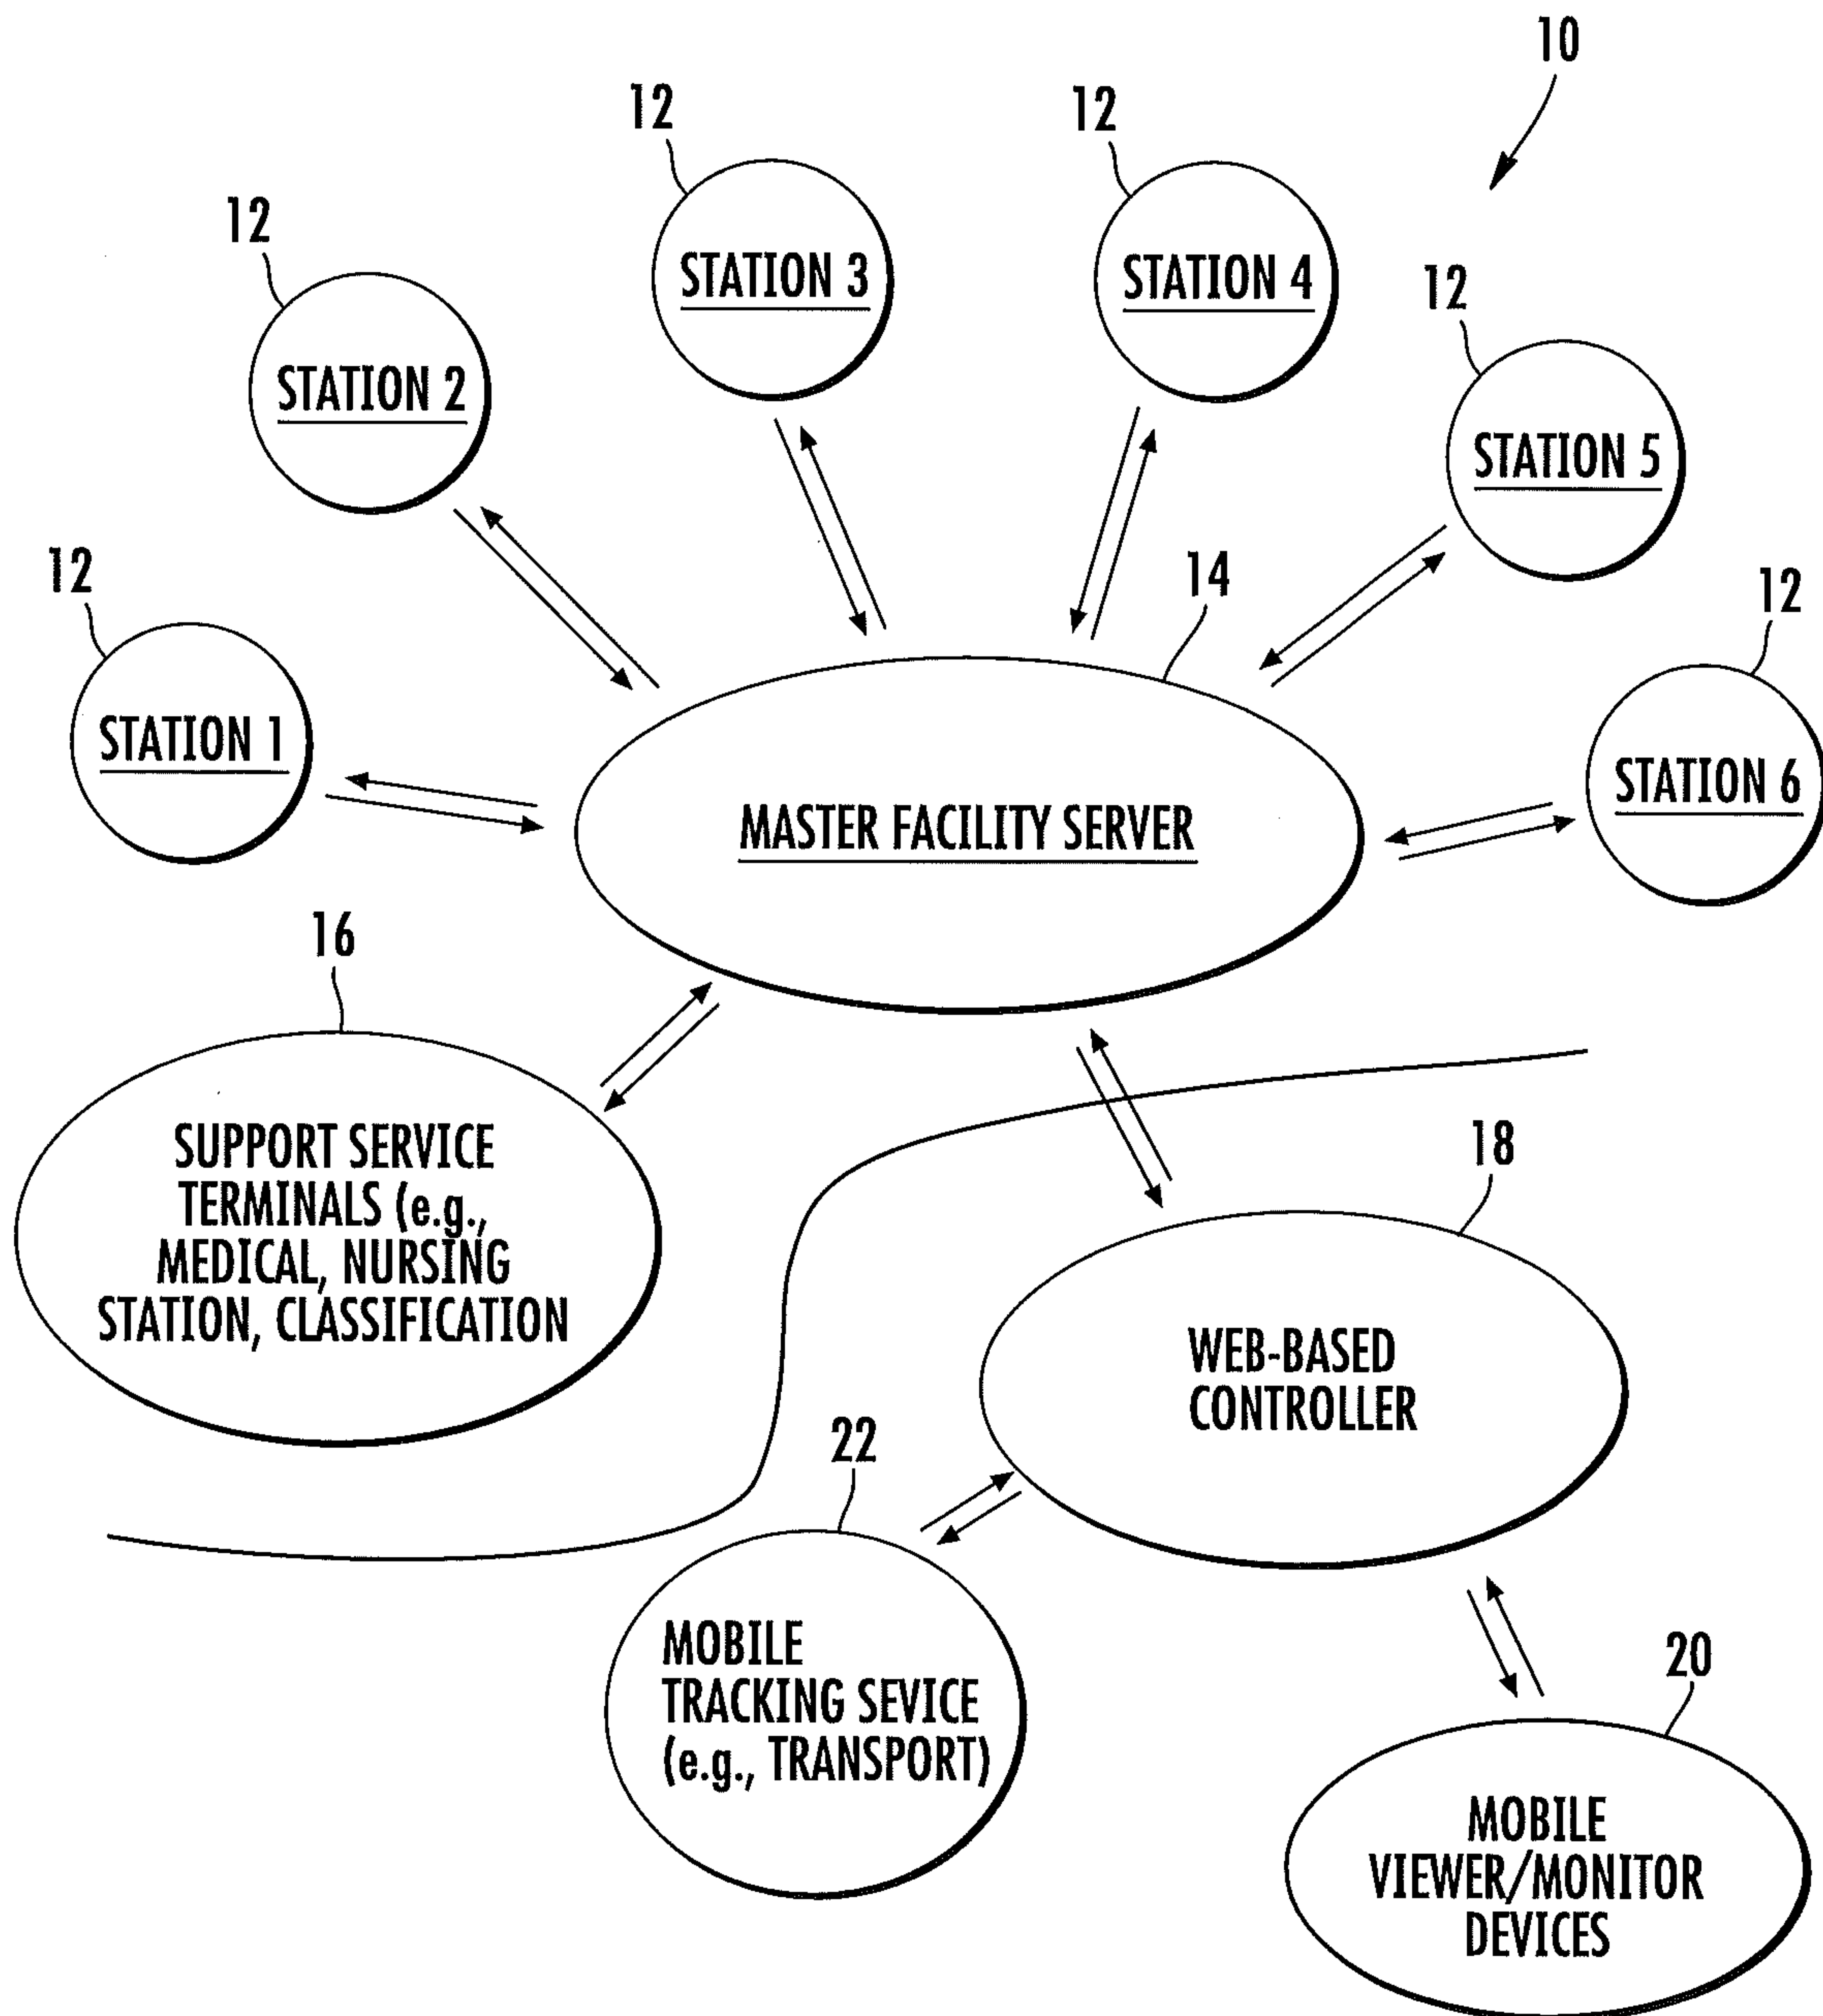 10
12
12
12
STATION 3
STATION 4
12
STATION 2
12
STATION 5
14
12
12
STATION 1
STATION 6
MASTER FACILITY SERVER
16
SUPPORT SERVICE
TERMINALS (e.g.,
MEDICAL, NURSING
STATION, CLASSIFICATION
18
WEB-BASED
CONTROLLER
22
MOBILE
TRACKING SEVICE
(e.g., TRANSPORT)
20
MOBILE
VIEWER/MONITOR
DEVICES